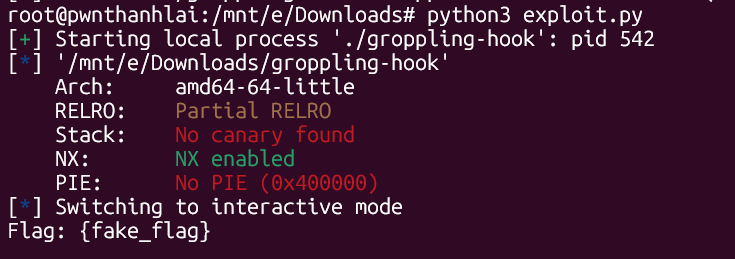 root@pwnthanhlai:/mnt/e/Downloads# python3 exploit.py
[+] Starting local process './groppling-hook': pid 542
[*] '/mnt/e/Downloads/groppling-hook'
    Arch:     amd64-64-little
    RELRO:    Partial RELRO
    Stack:    No canary found
    NX:       NX enabled
    PIE:      No PIE (0x400000)
[*] Switching to interactive mode
Flag: {fake_flag}